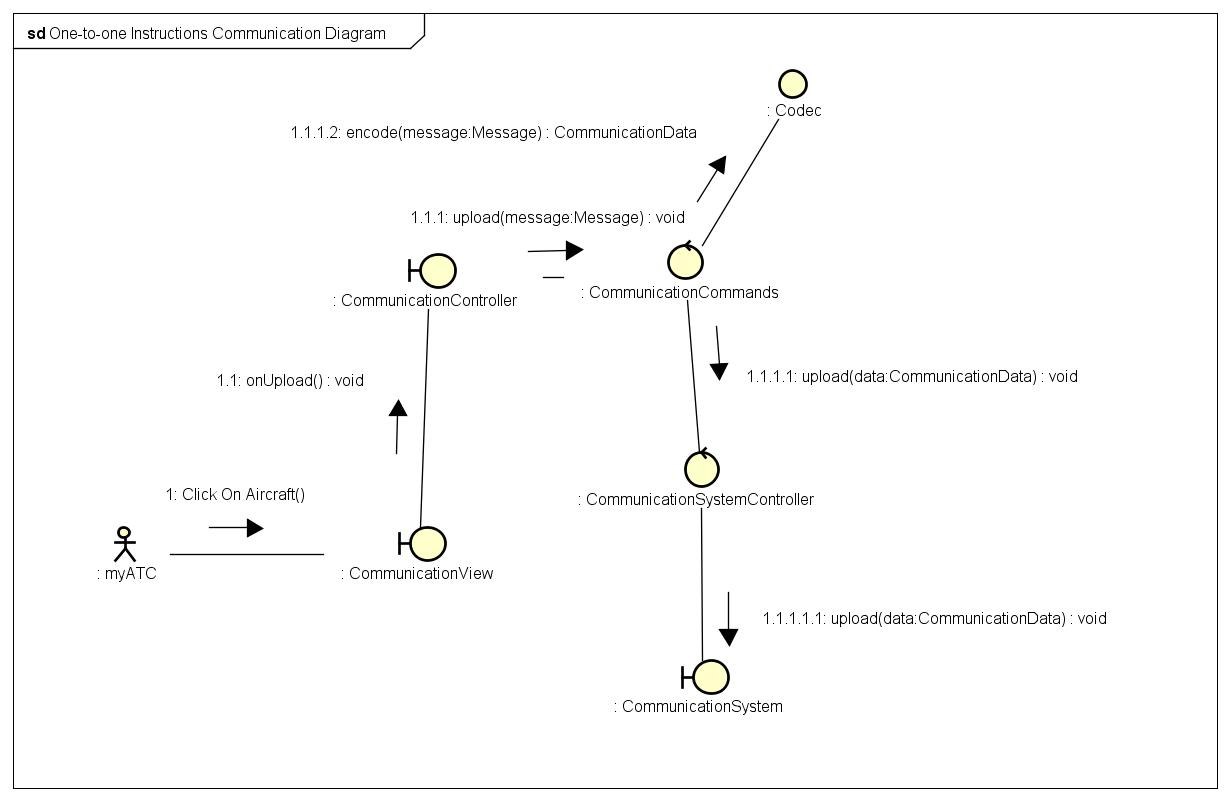 sd One-to-one Instructions Communication Diagram
: Codec
1.1.1.2: encode(message:Message) : CommunicationData
1.1.1: upload(message:Message) : void
: CommunicationController
: CommunicationCommands
1.1: onUpload() : void
1.1.1.1: upload(data:CommunicationData) : void
1: Click On Aircraft()
: CommunicationSystemController
: myATC
: CommunicationView
1.1.1.1.1: upload(data:CommunicationData) : void
: CommunicationSystem